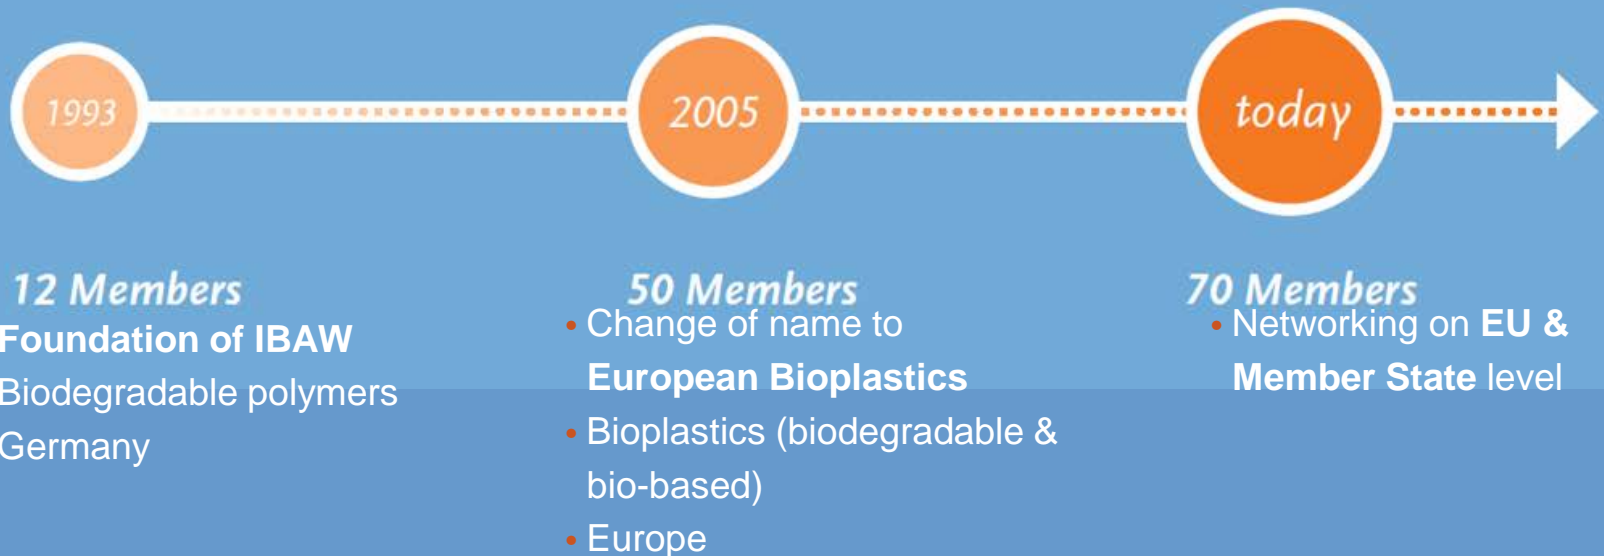 1993
2005
today
12 Members
Foundation of IBAW
Biodegradable polymers
Germany
50 Members
• Change of name to
European Bioplastics
• Bioplastics (biodegradable &
bio-based)
• Europe
70 Members
• Networking on EU &
Member State level